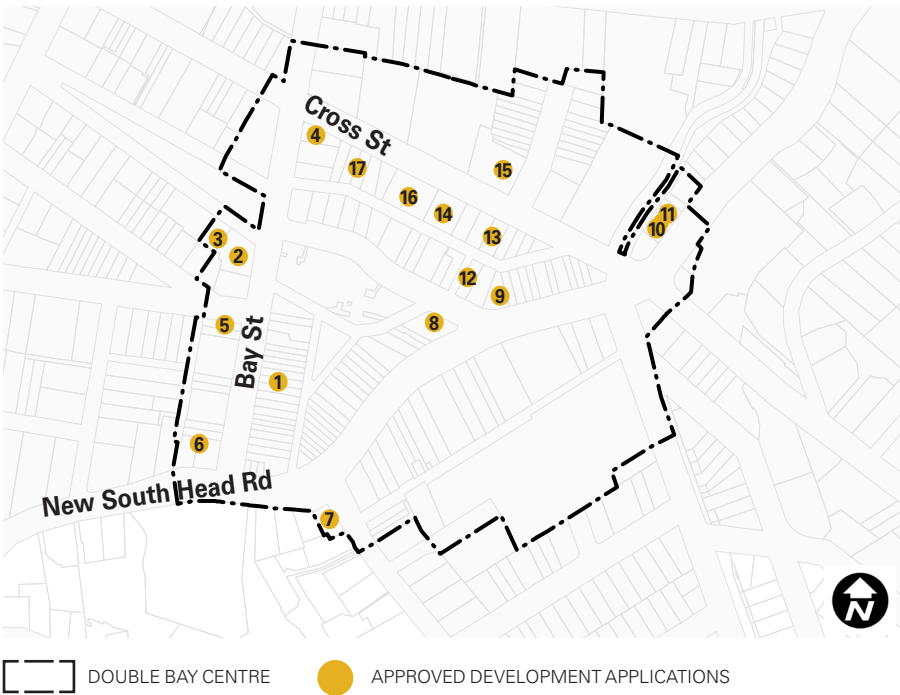 Cross St
4
17
15
16
14
11
10
13
3
2
12
9
8
5
Bay St
1
6
New South Head Rd
7
N
DOUBLE BAY CENTRE
APPROVED DEVELOPMENT APPLICATIONS